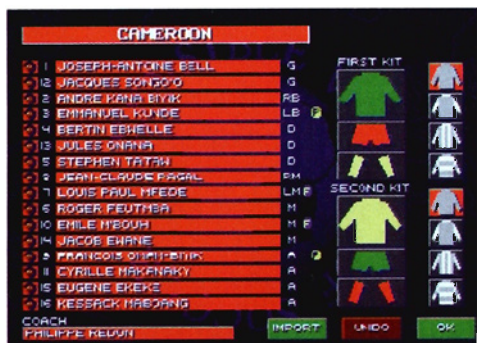 CAMEROON
1 JOSEPH-ANTOINE BELL G
12 JACQUES SONGO'O G
2 ANDRE KANA BIYIK RB
3 EMMANUEL KUNDE LB
4 BERTIN EBWELLE D
13 JULES ONANA D
5 STEPHEN TATAW D
8 JEAN-CLAUDE PAGAL RM
7 LOUIS PAUL MFEDE LM
6 ROGER FEUTMBA M
10 EMILE M'BOUH M
14 JACOB EWANE M
9 FRANCOIS OMAM-BIYIK A
11 CYRILLE MAKANAKY A
15 EUGENE EKEKE A
16 KESSACK MABOANG A
COACH
PHILIPPE REDON
FIRST KIT
SECOND KIT
IMPORT UNDO OK